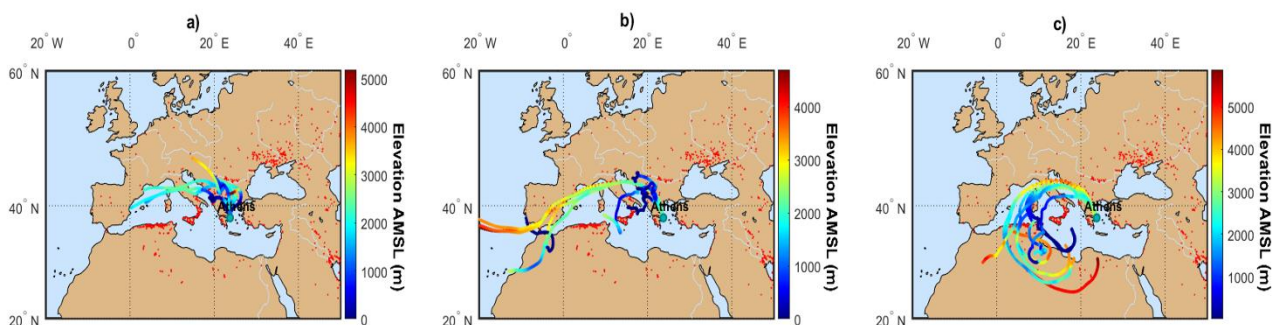 a)
20° W 0° 20° E 40° E
60° N
40° N
20° N
Athens
5000
4000
3000
2000
1000
0
Elevation AMSL (m)
b)
20° W 0° 20° E 40° E
60° N
40° N
20° N
Athens
4000
3000
2000
1000
0
Elevation AMSL (m)
c)
20° W 0° 20° E 40° E
60° N
40° N
20° N
Athens
5000
4000
3000
2000
1000
Elevation AMSL (m)